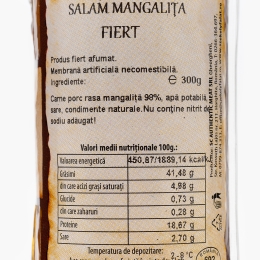 SALAM MANGALIȚA
FIERT
Produs fiert afumat.
Membrană artificială necomestibilă.
Ingrediente:
℮ 300g
Carne porc rasa mangaliță 98%, apă potabilă,
sare, condimente naturale. Nu conține nitrit de
sodiu adăugat!
Valori medii nutriționale 100g.:
Valoarea energetică 450,87/1889,14 kcal/kJ
Grăsimi 41,48 g
din care acizi grași saturați 4,98 g
Glucide 0,73 g
din care zaharuri 0,28 g
Proteine 18,67 g
Sare 2,70 g
Temperatura de depozitare:
2..-8 °C